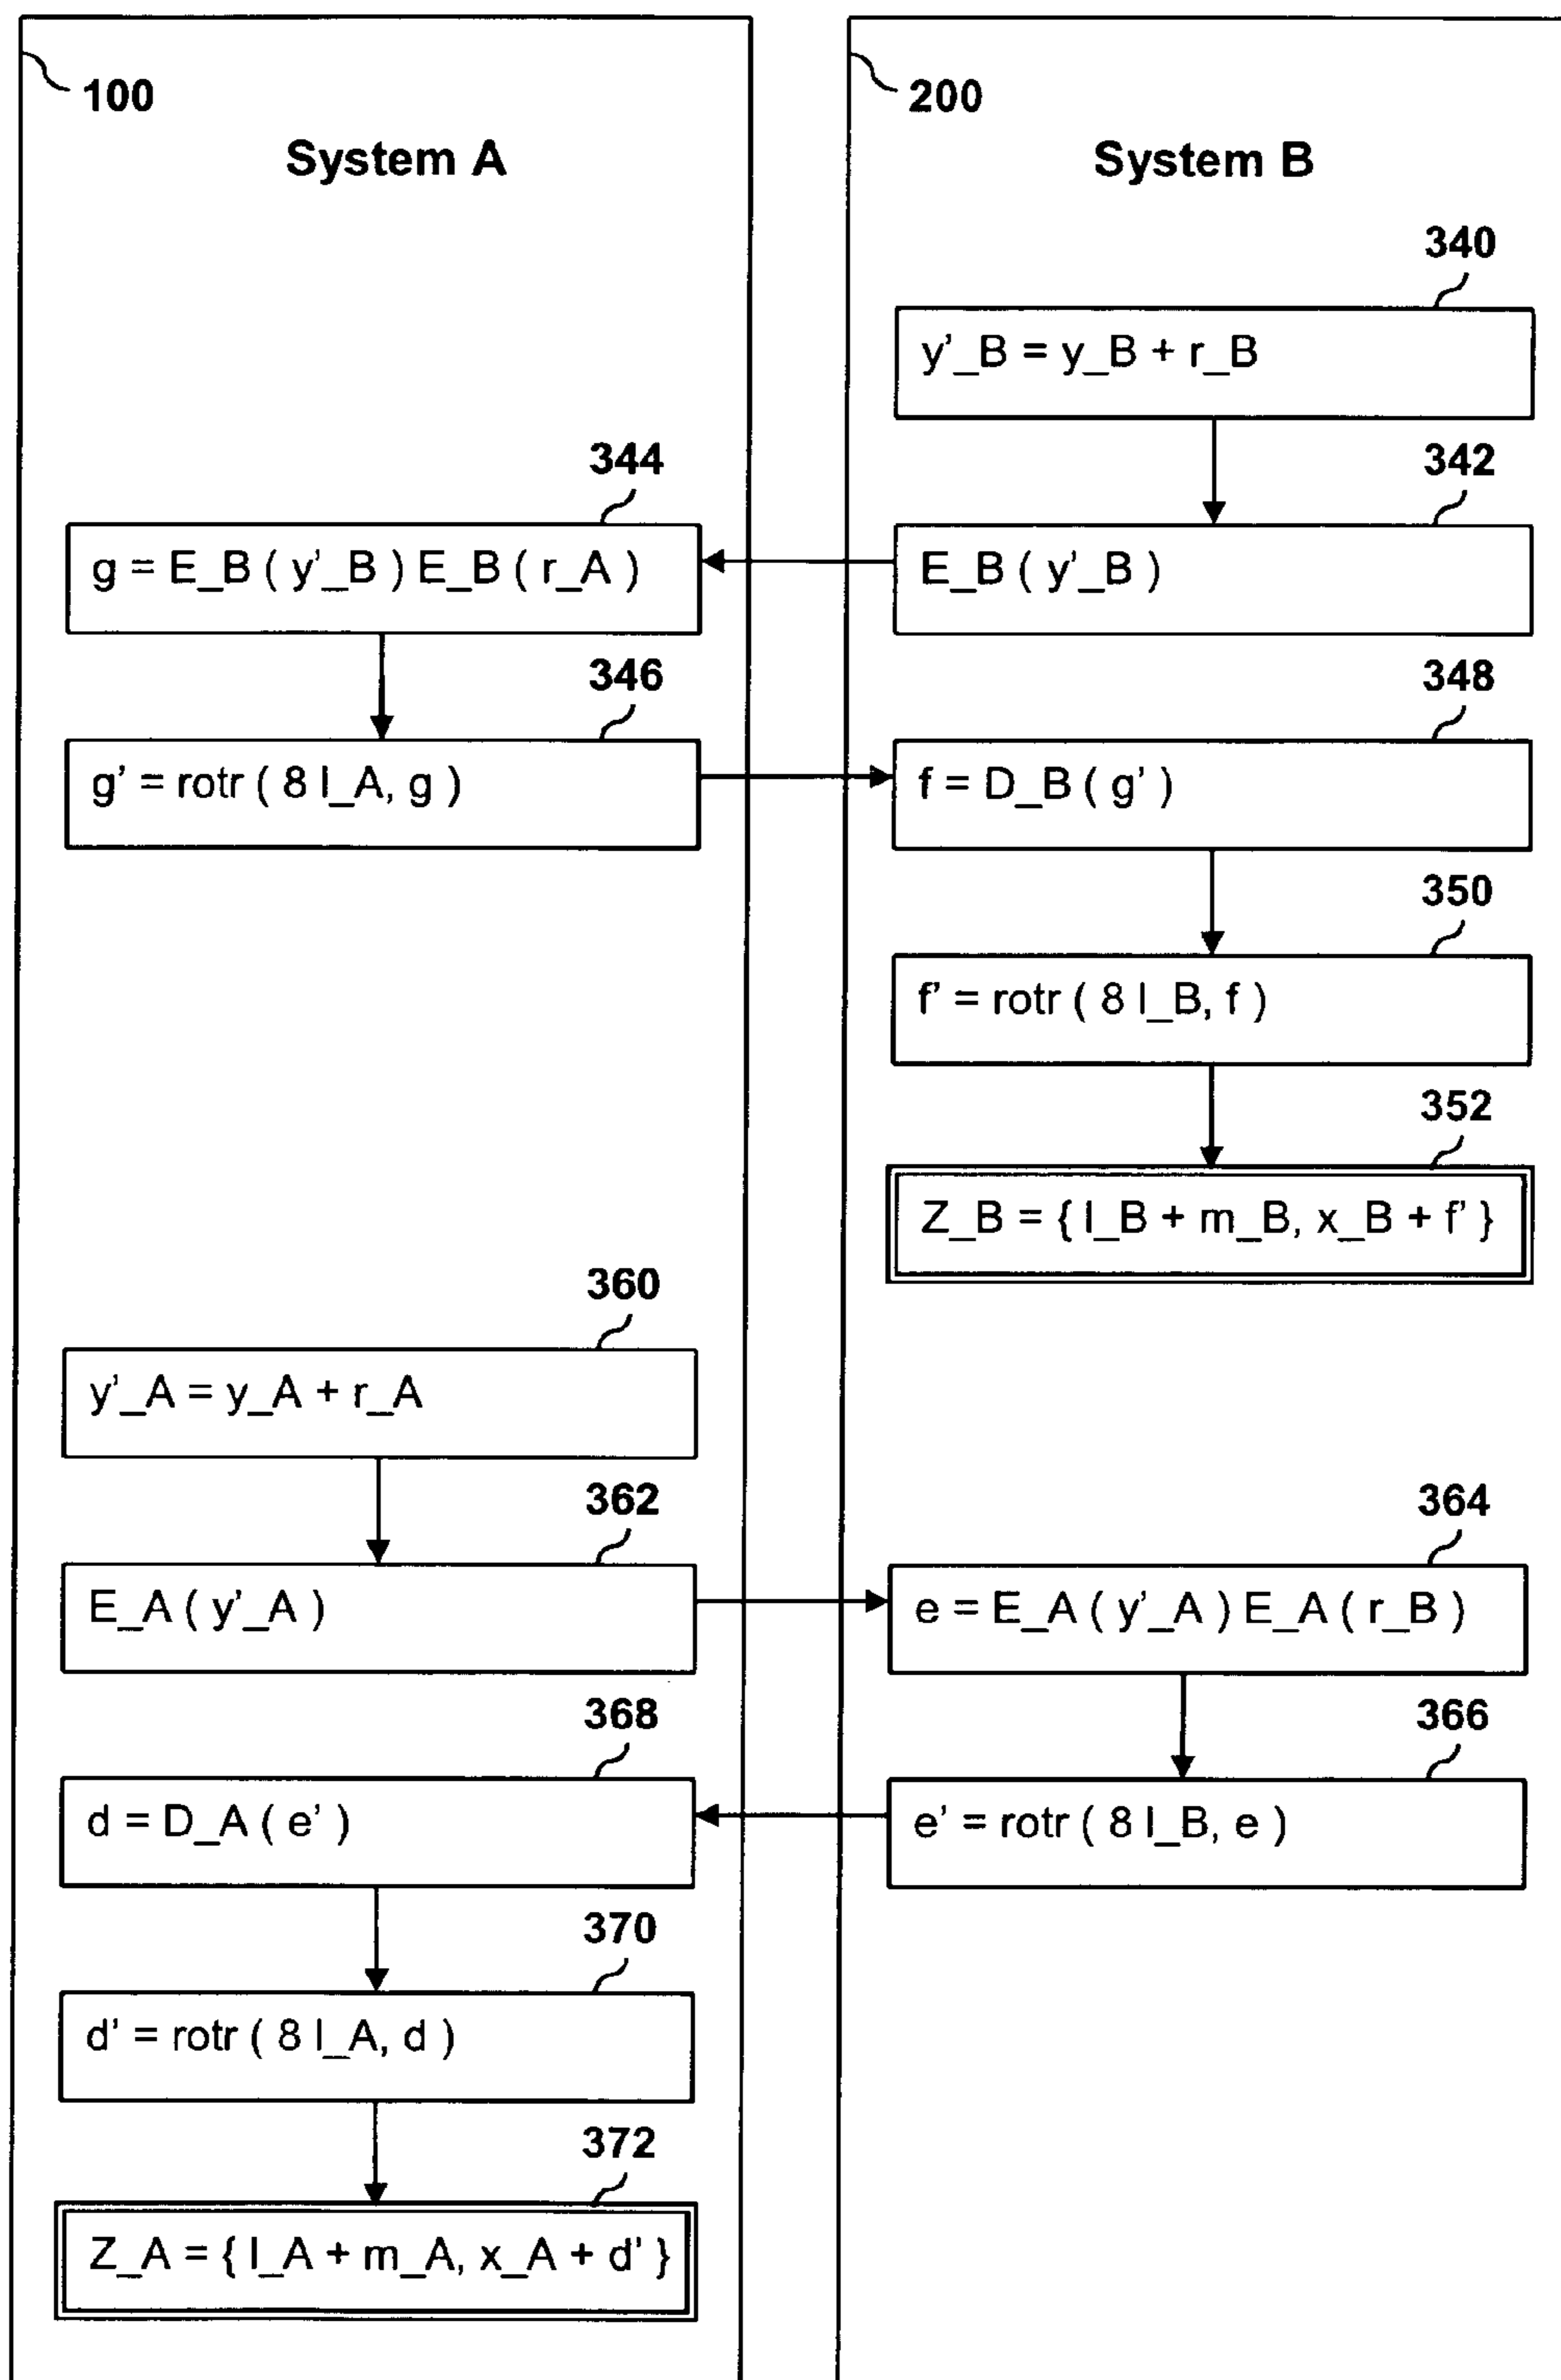 100
200
System A
System B
340
y'_B = y_B + r_B
344
342
g = E_B ( y'_B ) E_B ( r_A )
E_B ( y'_B )
346
348
g' = rotr ( 8 l_A, g )
f = D_B ( g' )
350
f' = rotr ( 8 l_B, f )
352
Z_B = { l_B + m_B, x_B + f' }
360
y'_A = y_A + r_A
362
364
E_A ( y'_A )
e = E_A ( y'_A ) E_A ( r_B )
368
366
d = D_A ( e' )
e' = rotr ( 8 l_B, e )
370
d' = rotr ( 8 l_A, d )
372
Z_A = { l_A + m_A, x_A + d' }